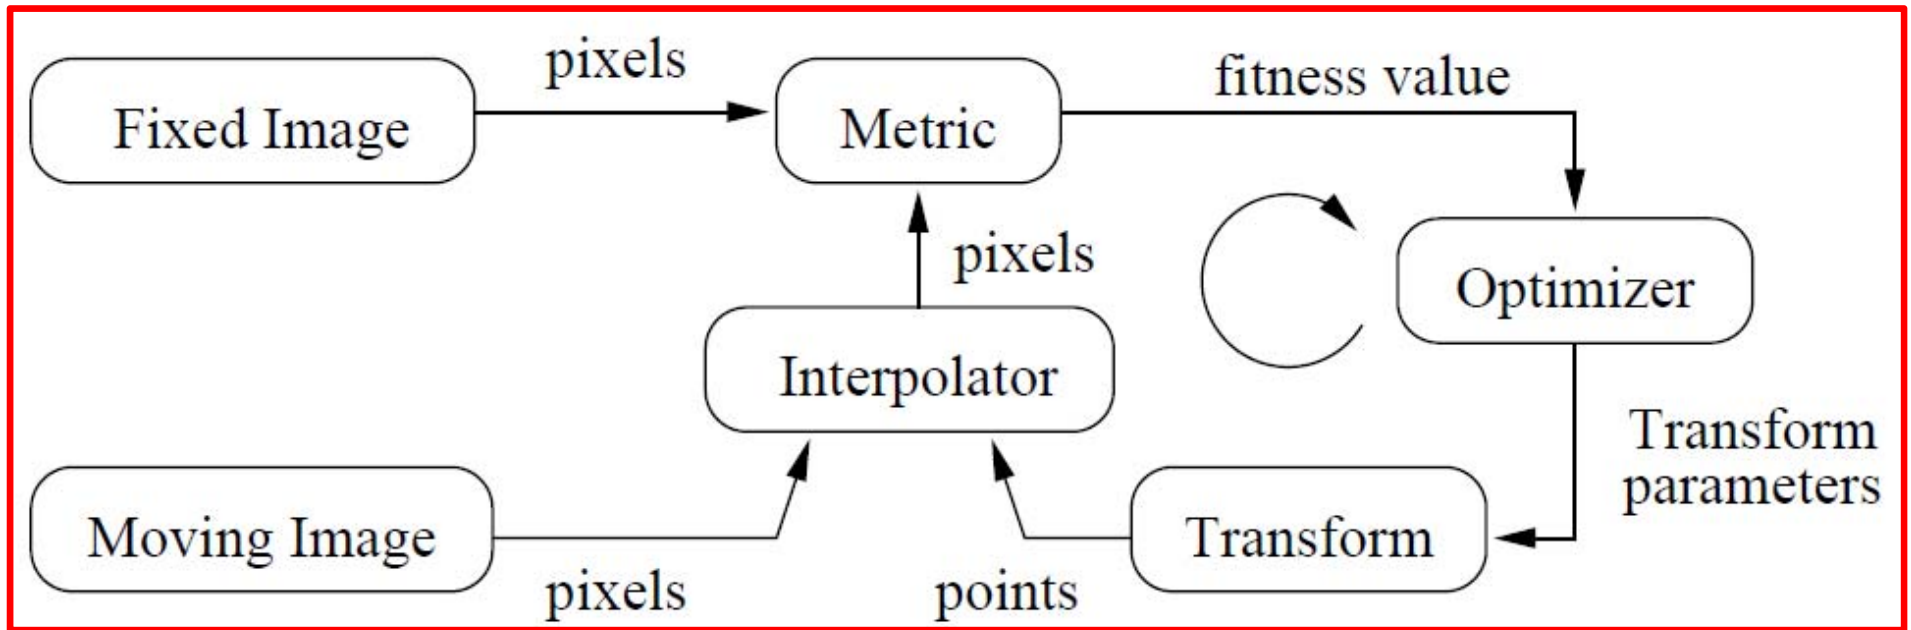 pixels
fitness value
Fixed Image
Metric
pixels
Optimizer
Interpolator
Transform
parameters
Moving Image
Transform
pixels
points